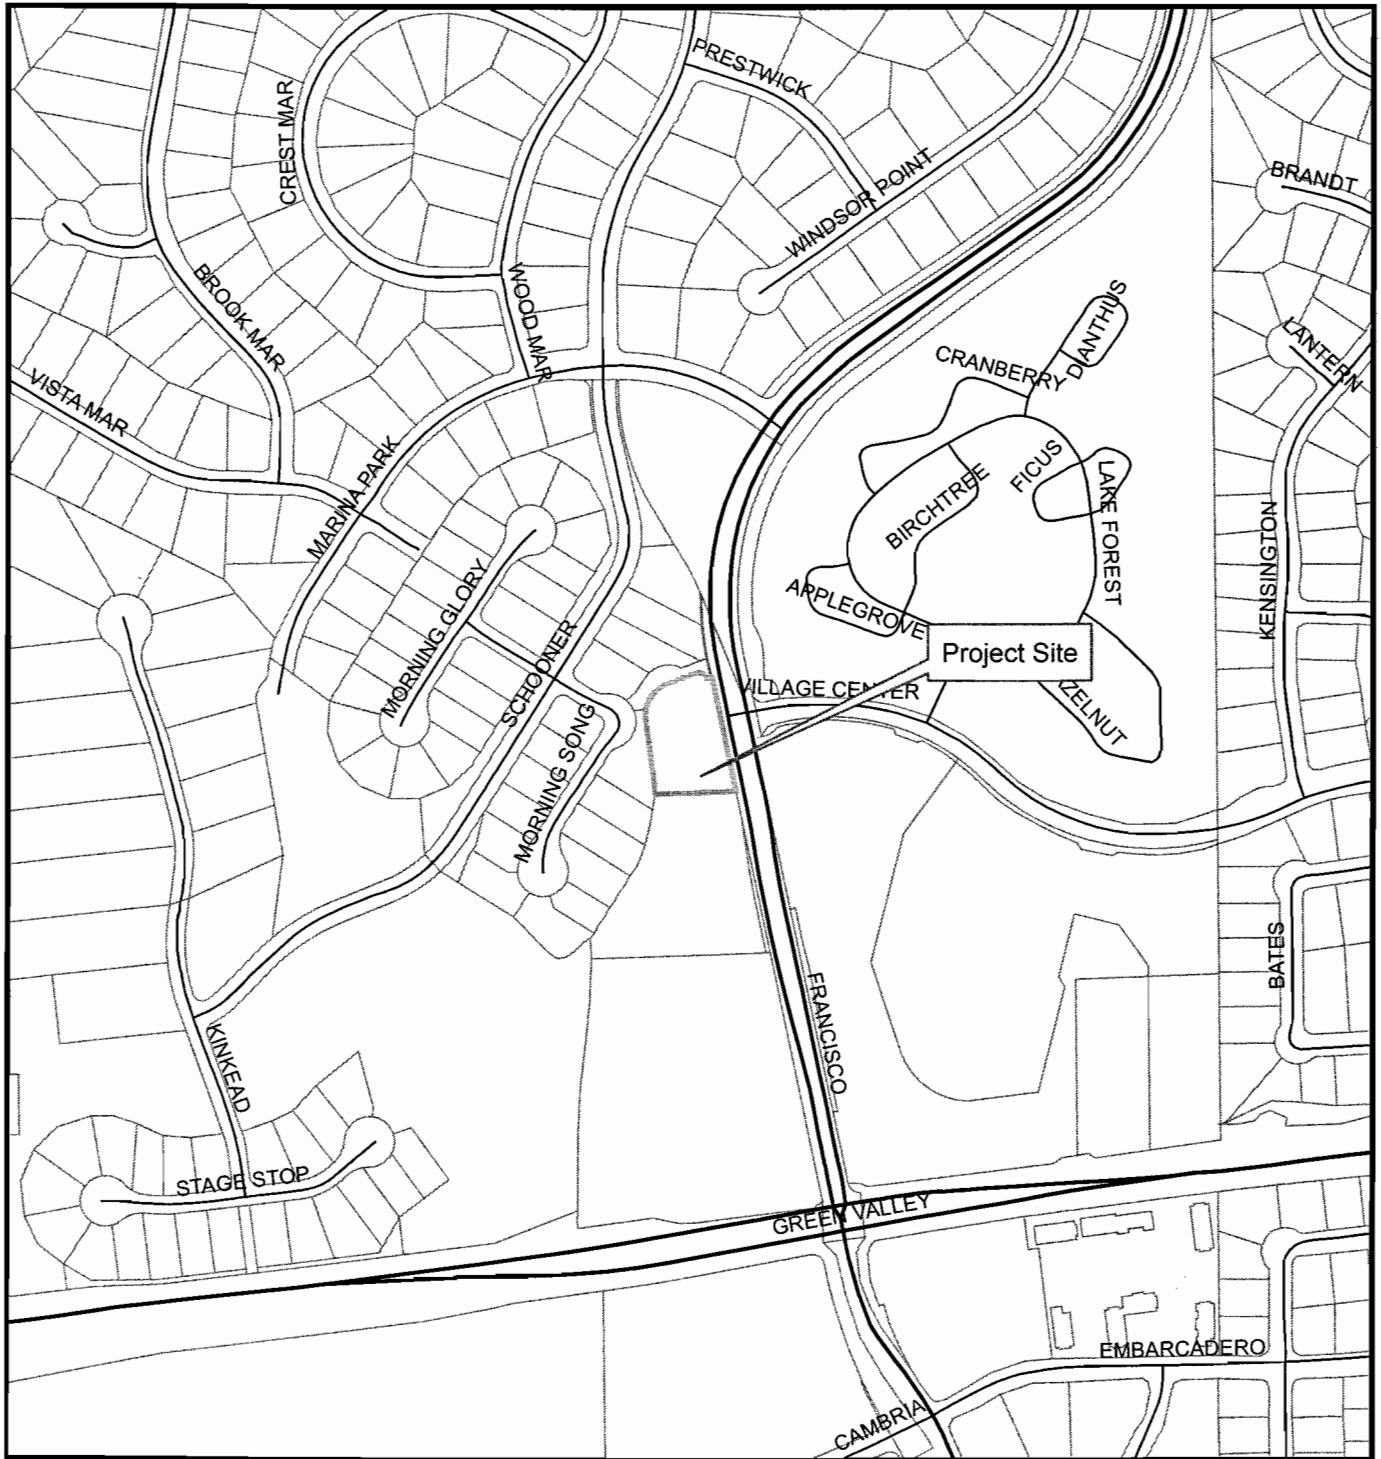 PRESTWICK
CREST MAR
WINDSOR POINT
BRANDT
BROOK MAR
WOOD MAR
DIANTHUS
CRANBERRY
LANTERN
VISTA MAR
MARINA PARK
FICUS
BIRCHTREE
LAKE FOREST
KENSINGTON
MORNING GLORY
APPLEGROVE
SCHOONER
Project Site
VILLAGE CENTER
AZELNUT
MORNING SONG
BATES
FRANCISCO
KINKEAD
STAGE STOP
GREEN VALLEY
EMBARCADERO
CAMBRIA